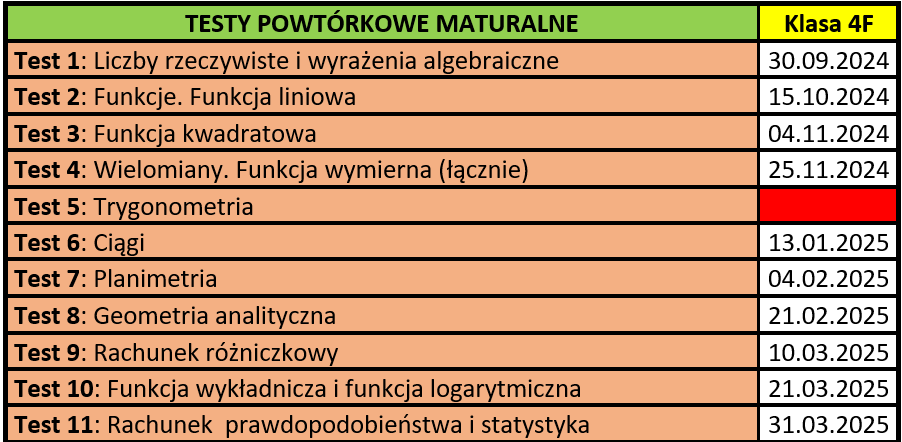 TESTY POWTÓRKOWE MATURALNE Klasa 4F
Test 1: Liczby rzeczywiste i wyrażenia algebraiczne 30.09.2024
Test 2: Funkcje. Funkcja liniowa 15.10.2024
Test 3: Funkcja kwadratowa 04.11.2024
Test 4: Wielomiany. Funkcja wymierna (łącznie) 25.11.2024
Test 5: Trygonometria
Test 6: Ciągi 13.01.2025
Test 7: Planimetria 04.02.2025
Test 8: Geometria analityczna 21.02.2025
Test 9: Rachunek różniczkowy 10.03.2025
Test 10: Funkcja wykładnicza i funkcja logarytmiczna 21.03.2025
Test 11: Rachunek  prawdopodobieństwa i statystyka 31.03.2025